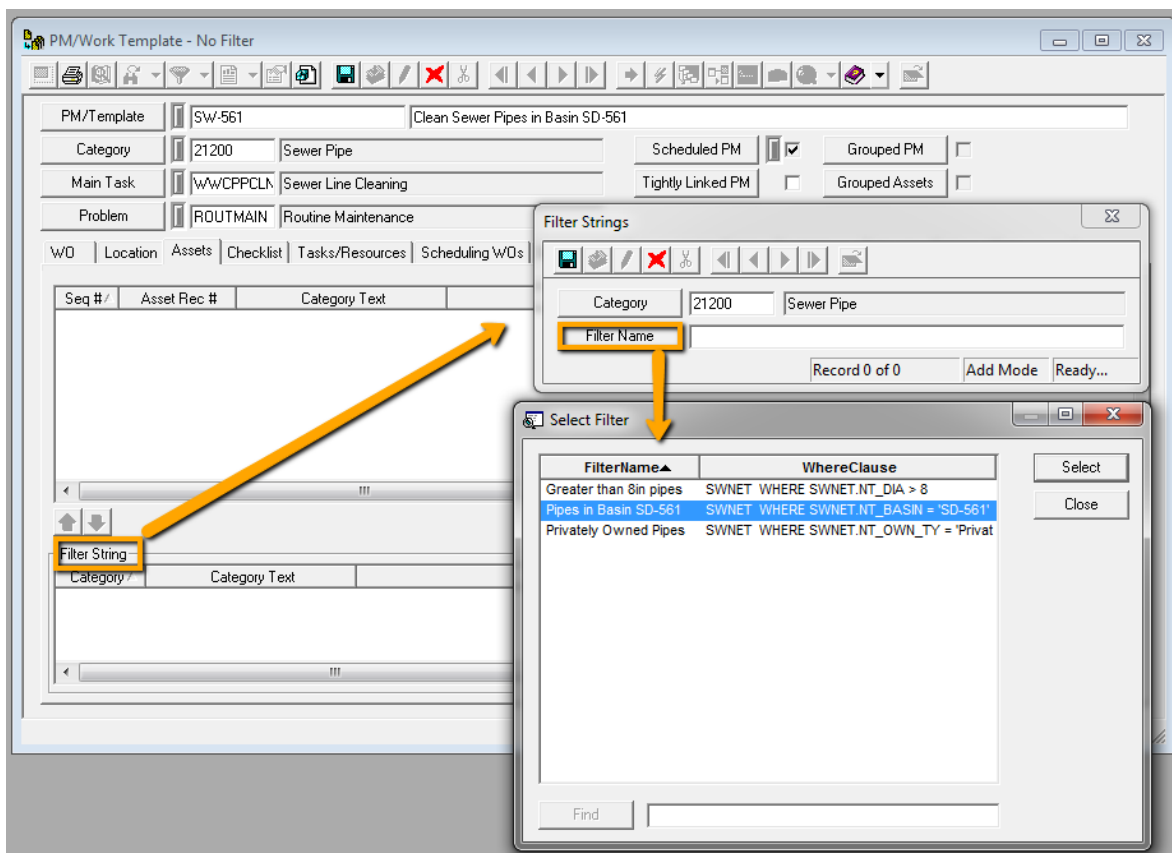 PM/Work Template - No Filter
PM/Template SW-561 Clean Sewer Pipes in Basin SD-561
Category 21200 Sewer Pipe Scheduled PM Grouped PM
Main Task WWCPPCLN Sewer Line Cleaning Tightly Linked PM Grouped Assets
Problem ROUTMAIN Routine Maintenance
WO Location Assets Checklist Tasks/Resources Scheduling WOs
Seq # Asset Rec # Category Text
Filter String
Category Category Text
Filter Strings
Category 21200 Sewer Pipe
Filter Name
Record 0 of 0 Add Mode Ready...
Select Filter
FilterName WhereClause
Greater than 8in pipes SWNET WHERE SWNET.NT_DIA > 8
Pipes in Basin SD-561 SWNET WHERE SWNET.NT_BASIN = 'SD-561'
Privately Owned Pipes SWNET WHERE SWNET.NT_OWN_TY = 'Privat
Select
Close
Find